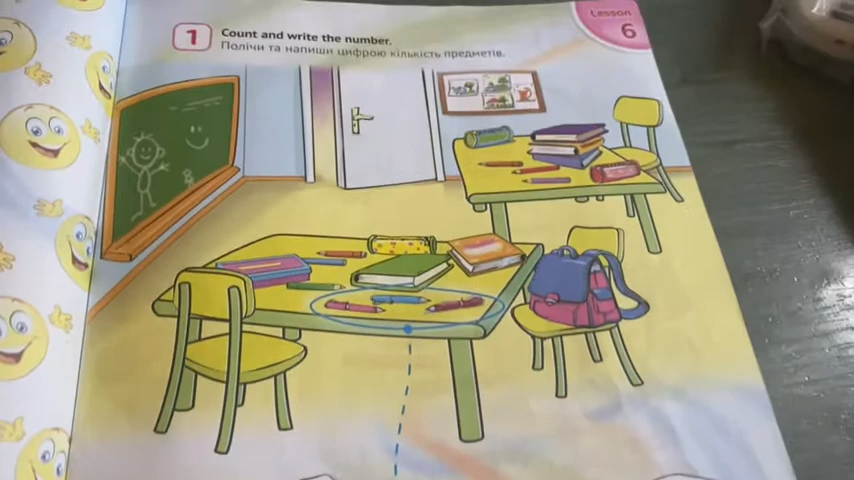 Lesson
6
1 Count and write the number.
Полічи та напиши цифрою кількість предметів.